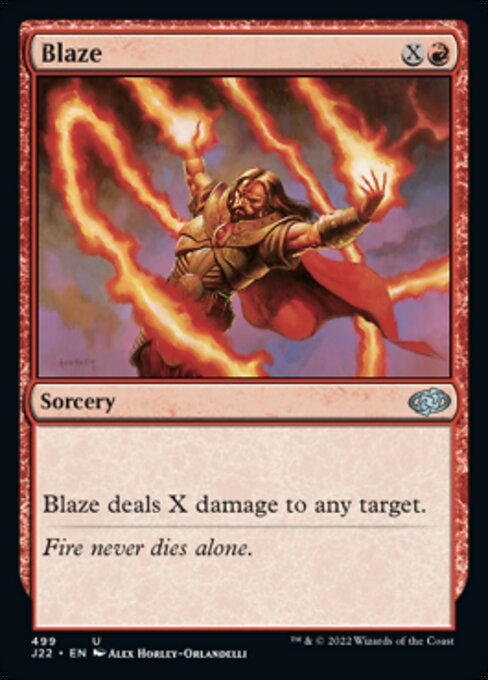 Blaze
X
Sorcery
Blaze deals X damage to any target.
Fire never dies alone.
499 U
™ & © 2022 Wizards of the Coast
J22 • EN Alex Horley-Orlandelli